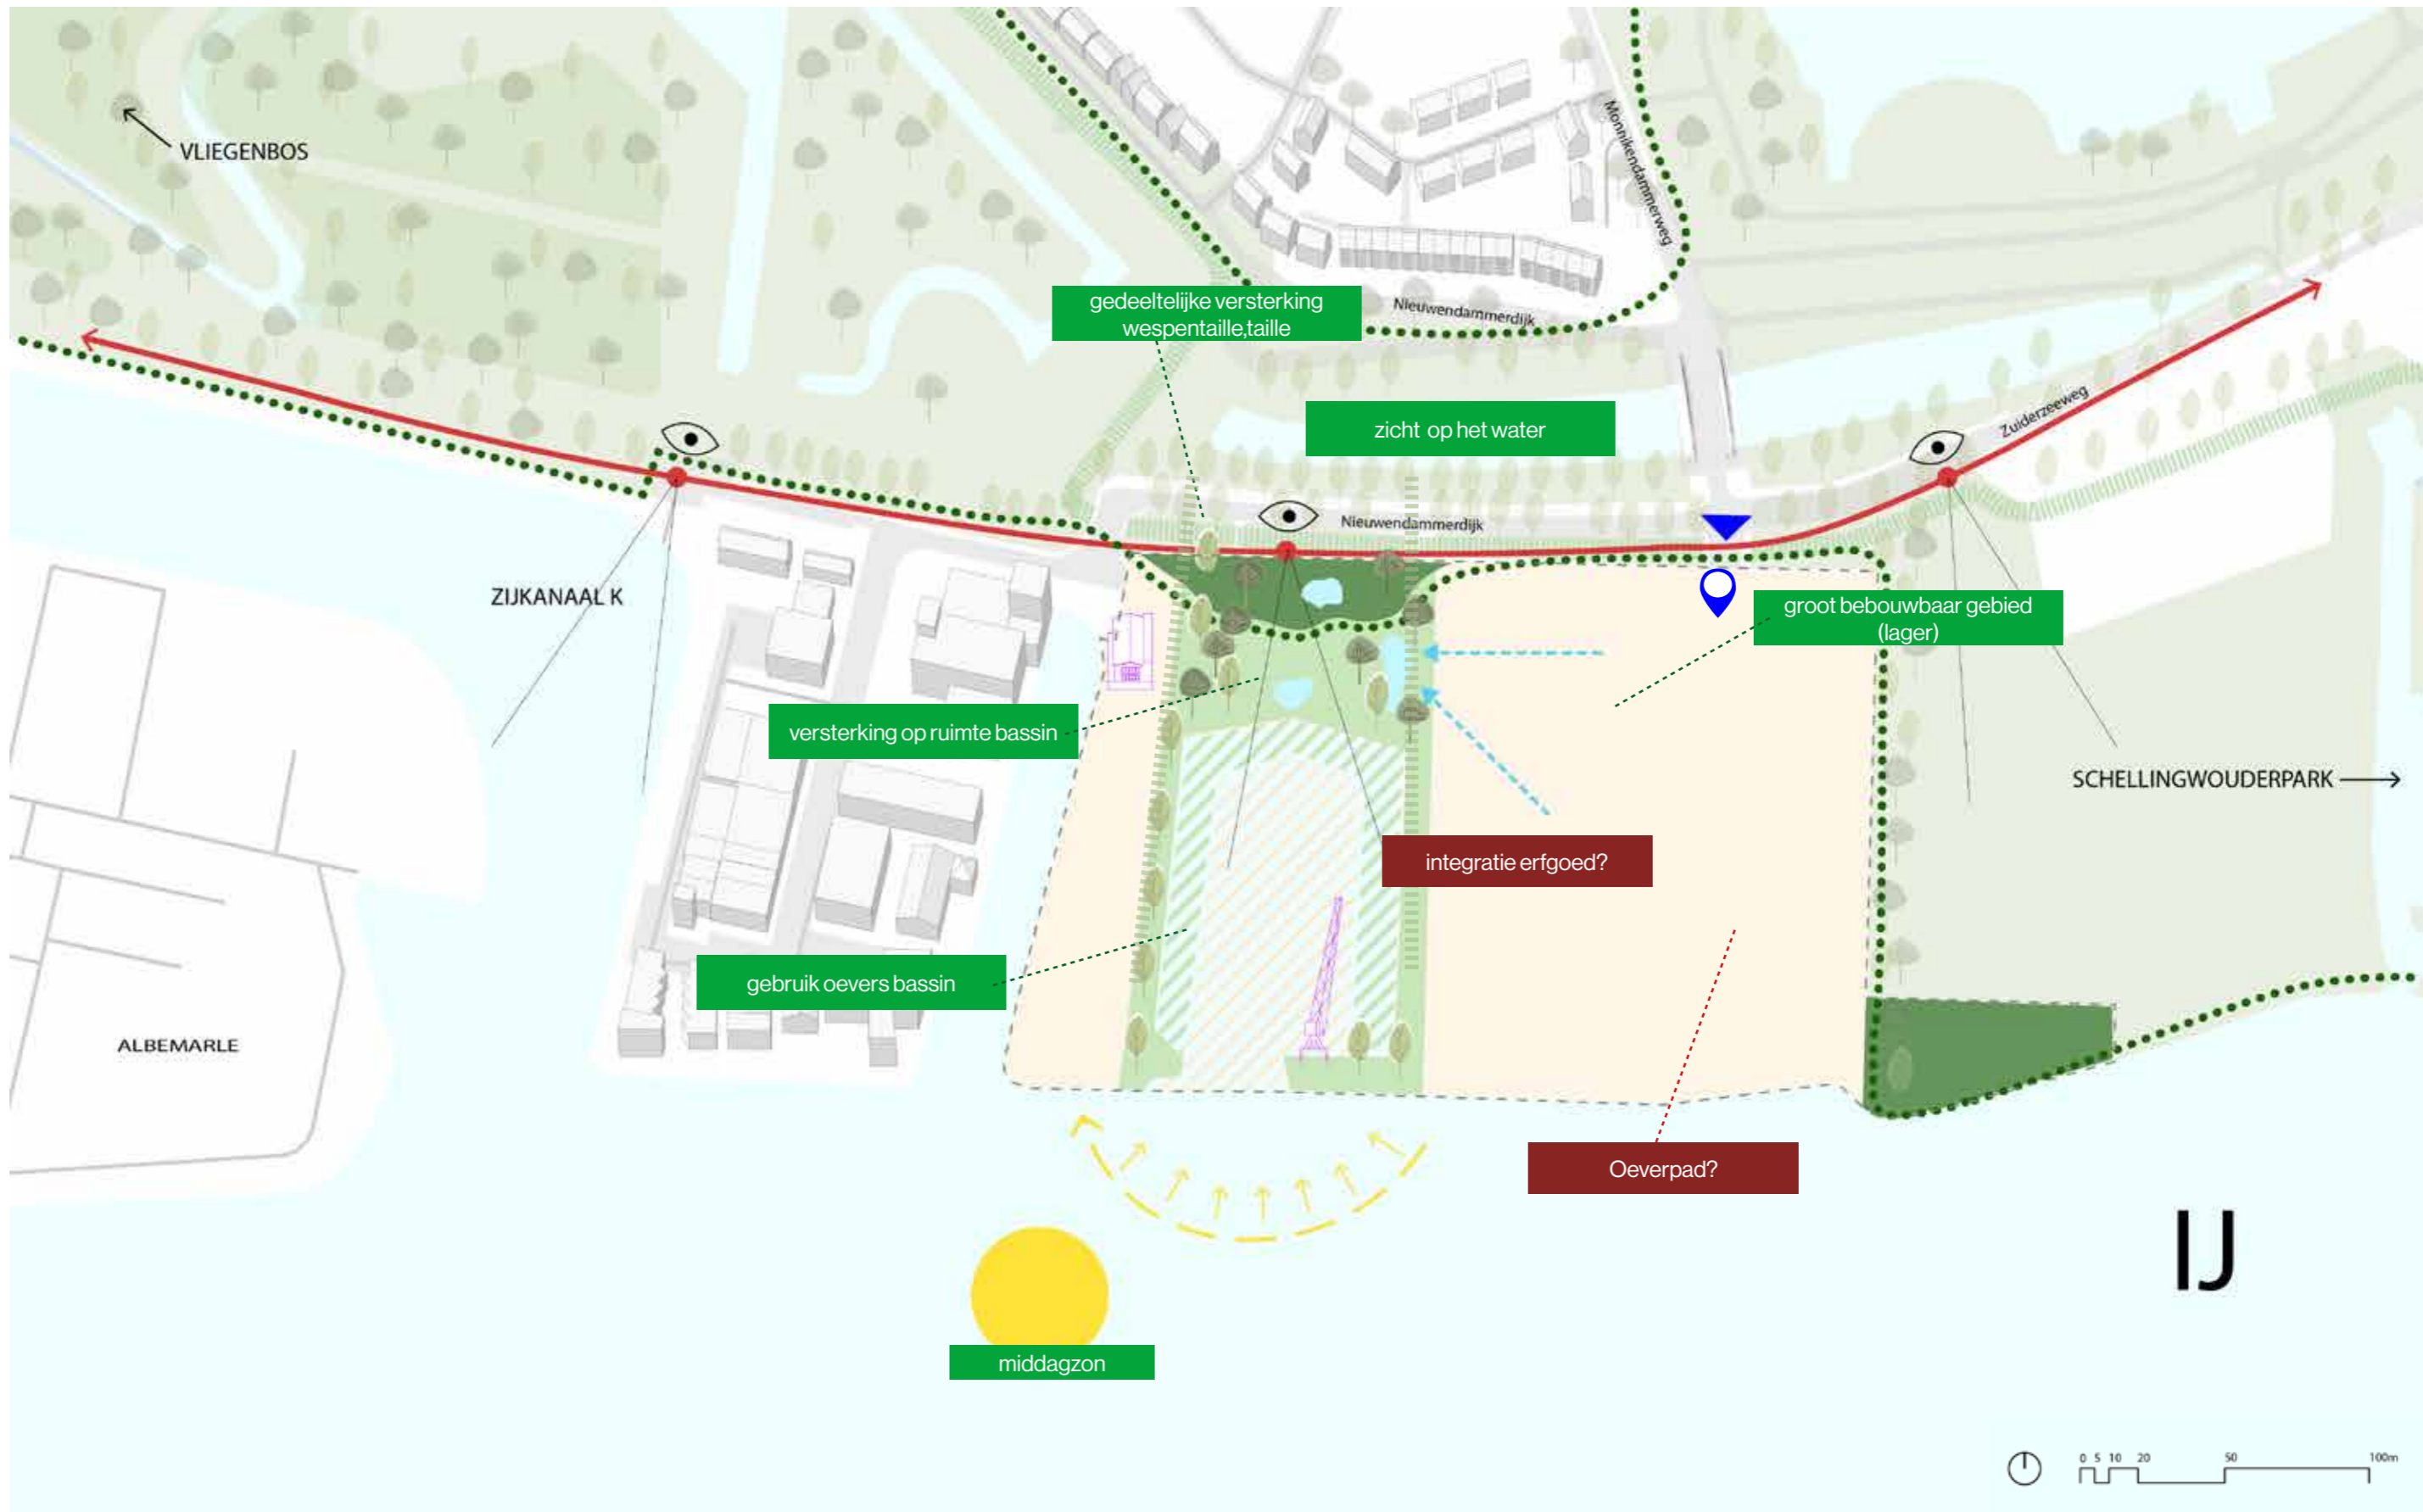 Monnikendammerweg
VLIEGENBOS
gedeeltelijke versterking
wespentaille,taille
Nieuwendammerdijk
zicht op het water
Zuiderzeeweg
Nieuwendammerdijk
ZIJKANAAL K
groot bebouwbaar gebied
(lager)
versterking op ruimte bassin
SCHELLINGWOUDERPARK
integratie erfgoed?
gebruik oevers bassin
ALBEMARLE
Oeverpad?
IJ
middagzon
0 5 10 20 50 100m